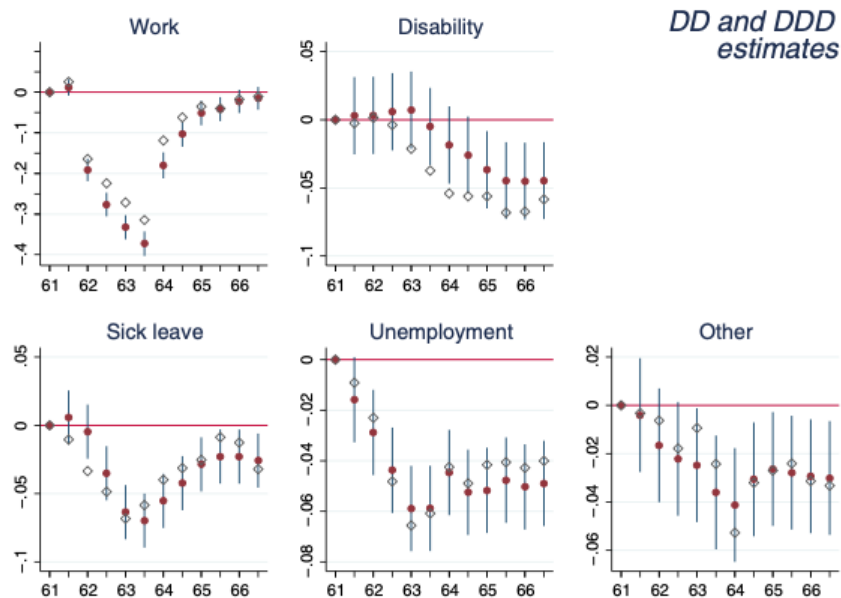 DD and DDD
estimates
Work
0
-.1
-.2
-.3
-.4
61 62 63 64 65 66
Disability
.05
0
-.05
-.1
61 62 63 64 65 66
Sick leave
.05
0
-.05
-.1
61 62 63 64 65 66
Unemployment
0
-.02
-.04
-.06
-.08
61 62 63 64 65 66
Other
.02
0
-.02
-.04
-.06
61 62 63 64 65 66